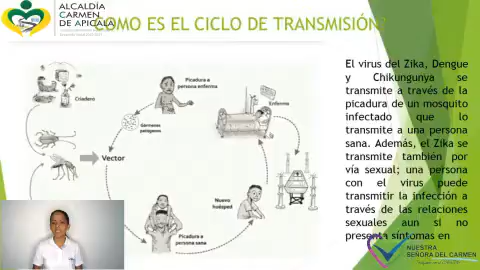 ALCALDÍA
CARMEN
DE APICALÁ
COMO ES EL CICLO DE TRANSMISIÓN?
Picadura a
persona enferma
Criadero
Gérmenes
patógenos
Enfermo
Vector
Nuevo
huésped
Picadura a
persona sana
El virus del Zika, Dengue
y Chikungunya se
transmite a través de la
picadura de un mosquito
infectado que lo
transmite a una persona
sana. Además, el Zika se
transmite también por
vía sexual; una persona
con el virus puede
transmitir la infección a
través de las relaciones
sexuales aun si no
presenta síntomas en
NUESTRA
SEÑORA DEL CARMEN